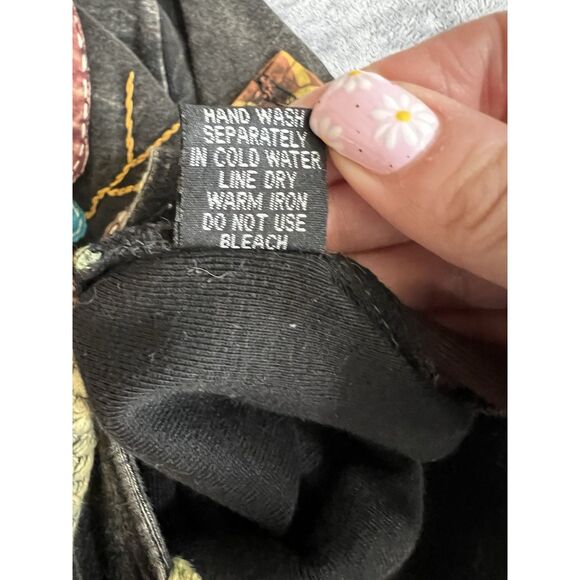 HAND WASH
SEPARATELY
IN COLD WATER
LINE DRY
WARM IRON
DO NOT USE
BLEACH